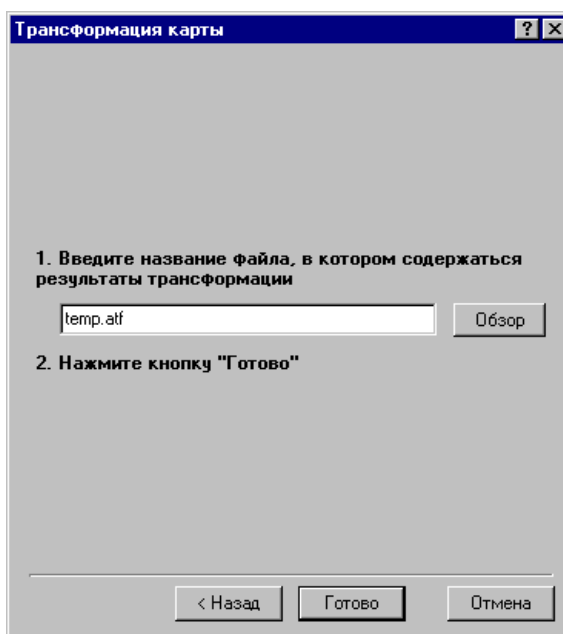 Трансформация карты
1. Введите название файла, в котором содержаться
результаты трансформации
temp.atf
Обзор
2. Нажмите кнопку "Готово"
< Назад
Готово
Отмена